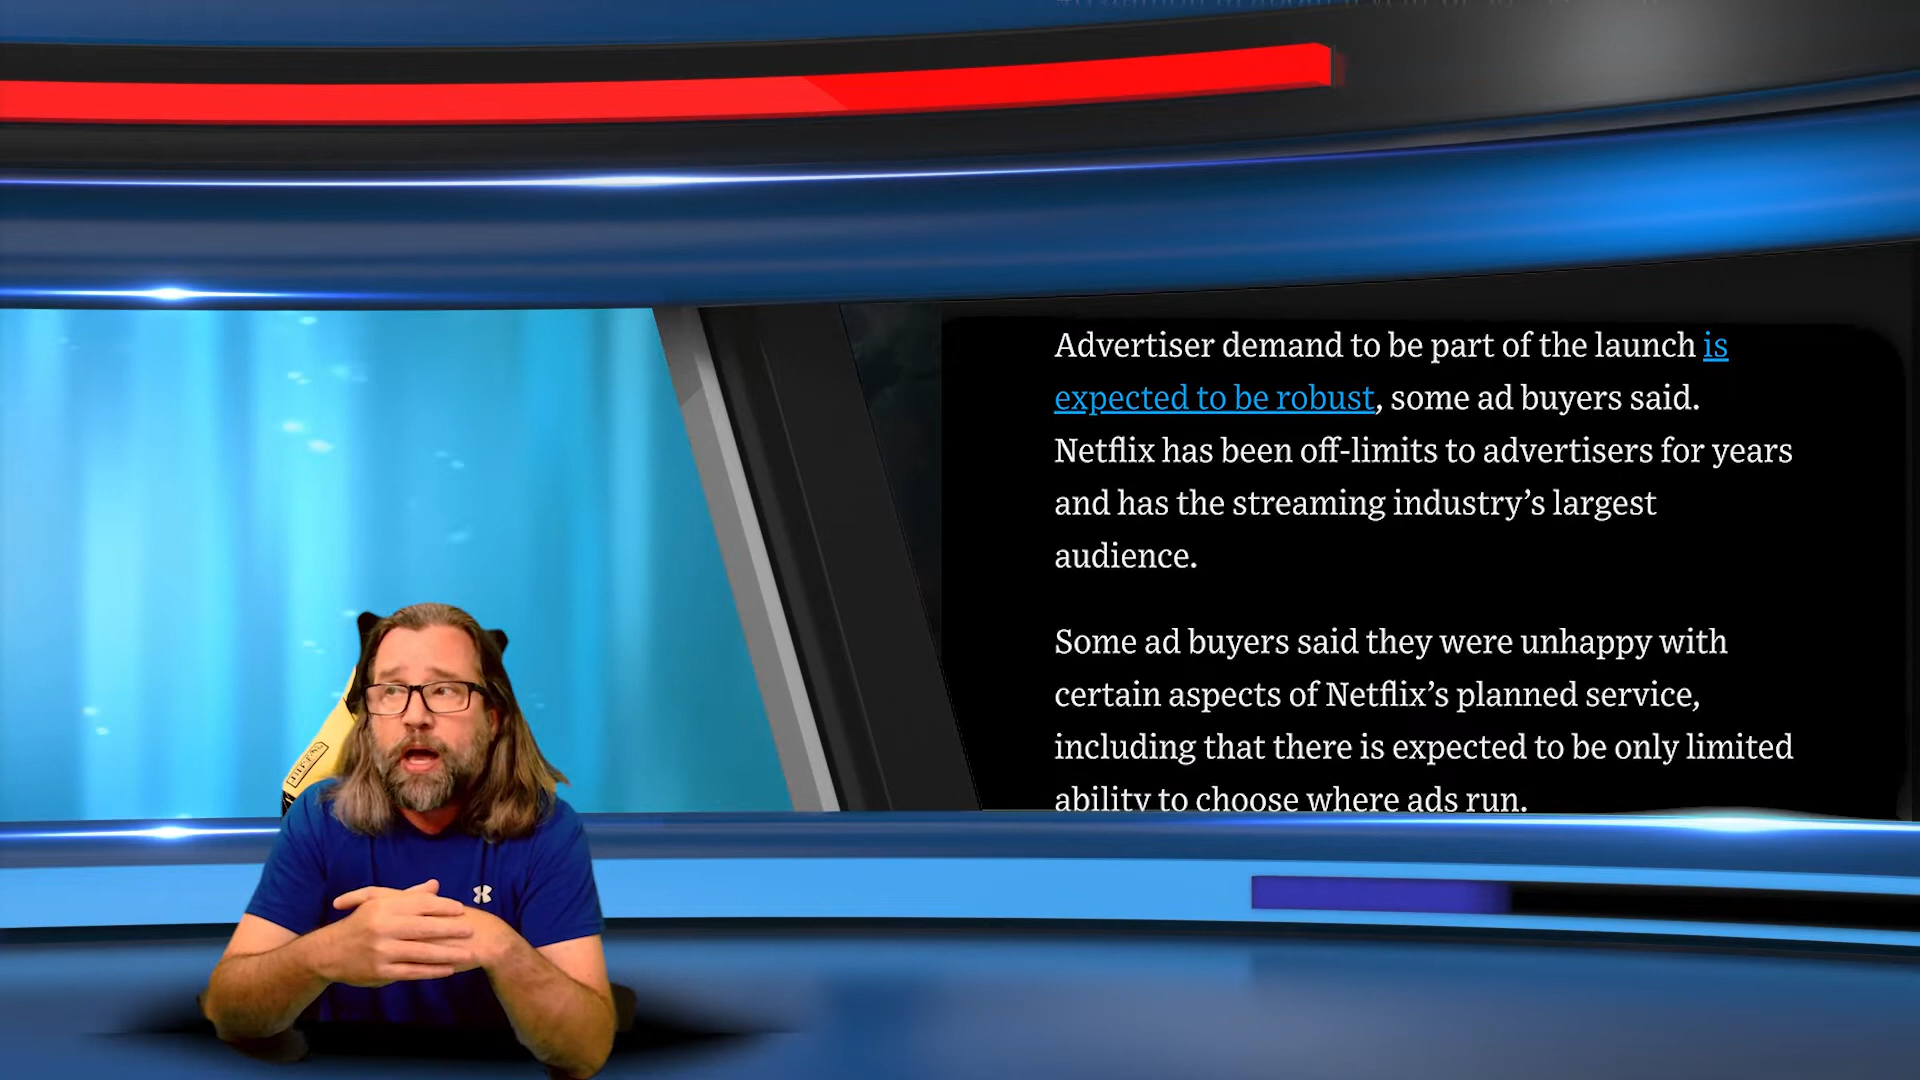 Advertiser demand to be part of the launch is
expected to be robust, some ad buyers said.
Netflix has been off-limits to advertisers for years
and has the streaming industry’s largest
audience.
Some ad buyers said they were unhappy with
certain aspects of Netflix’s planned service,
including that there is expected to be only limited
ability to choose where ads run.